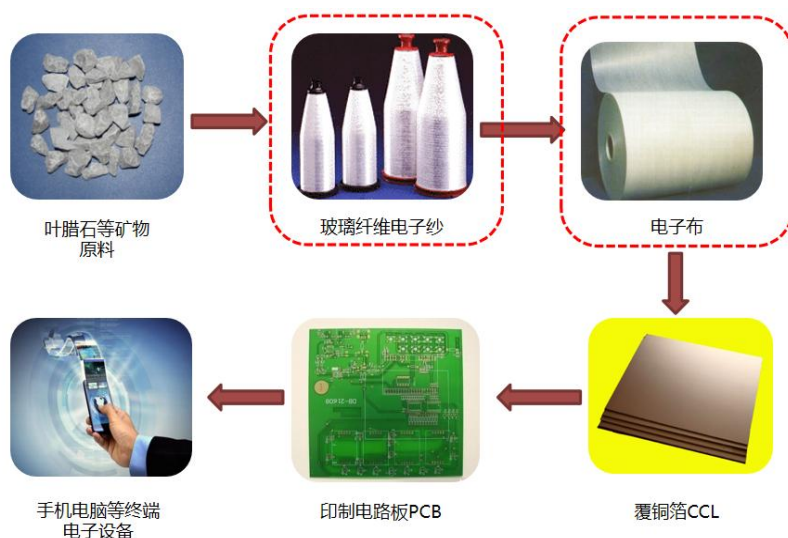 叶腊石等矿物
原料
玻璃纤维电子纱
电子布
手机电脑等终端
电子设备
印制电路板PCB
覆铜箔CCL